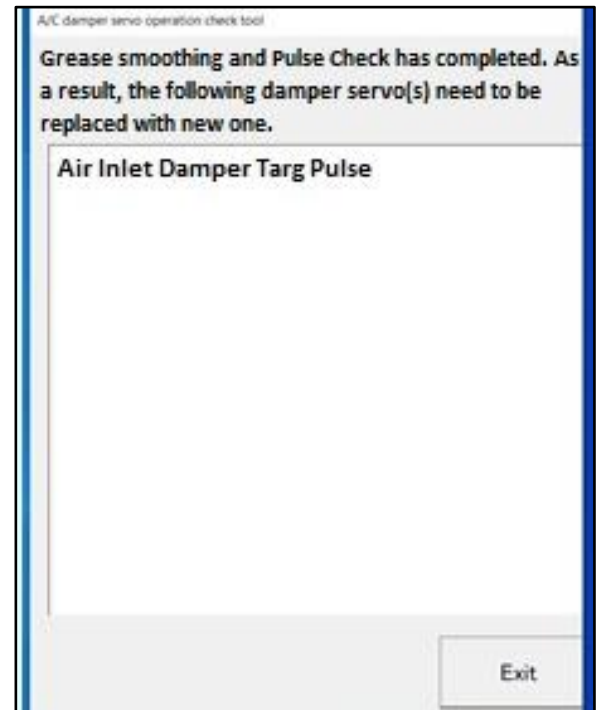 A/C damper servo operation check tool
Grease smoothing and Pulse Check has completed. As
a result, the following damper servo(s) need to be
replaced with new one.
Air Inlet Damper Targ Pulse
Exit